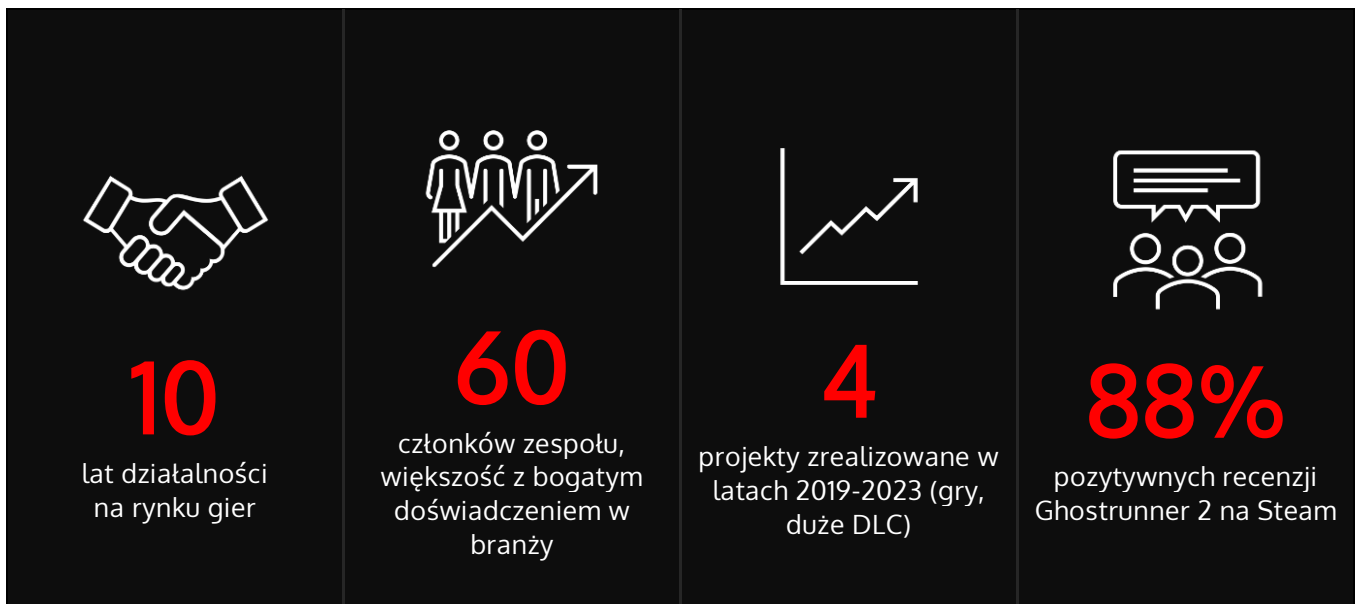 10
lat działalności
na rynku gier
60
członków zespołu,
większość z bogatym
doświadczeniem w
branży
4
projekty zrealizowane w
latach 2019-2023 (gry,
duże DLC)
88%
pozytywnych recenzji
Ghostrunner 2 na Steam